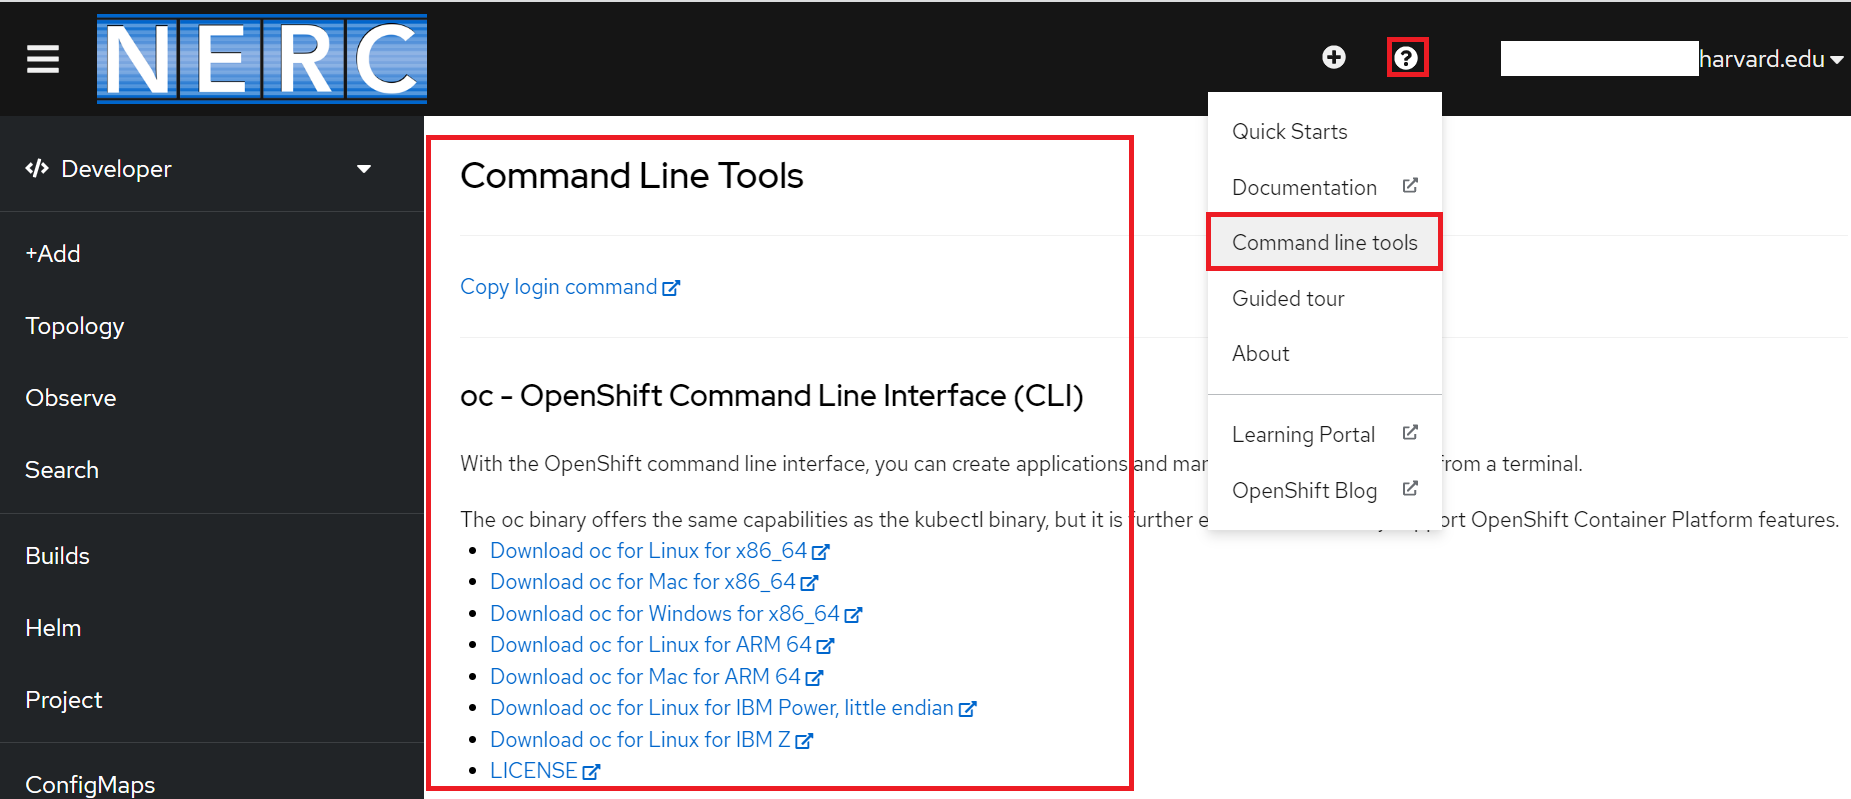 NERC
harvard.edu
Developer
+Add
Topology
Observe
Search
Builds
Helm
Project
ConfigMaps
Quick Starts
Documentation
Command line tools
Guided tour
About
Learning Portal
OpenShift Blog
Command Line Tools
Copy login command
oc - OpenShift Command Line Interface (CLI)
With the OpenShift command line interface, you can create applications and from a terminal.
The oc binary offers the same capabilities as the kubectl binary, but it is further OpenShift Container Platform features.
Download oc for Linux for x86_64
Download oc for Mac for x86_64
Download oc for Windows for x86_64
Download oc for Linux for ARM 64
Download oc for Mac for ARM 64
Download oc for Linux for IBM Power, little endian
Download oc for Linux for IBM Z
LICENSE